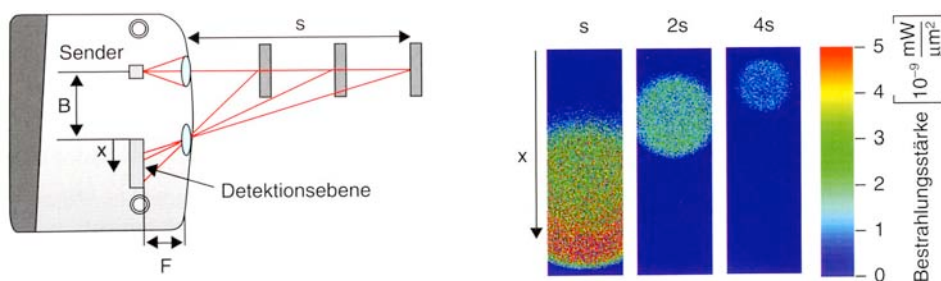 Sender
s
B
x
Detektionsebene
F
s 2s 4s
x
5
4
3
2
1
0
Bestrahlungsstärke [10⁻⁹ mW/µm²]